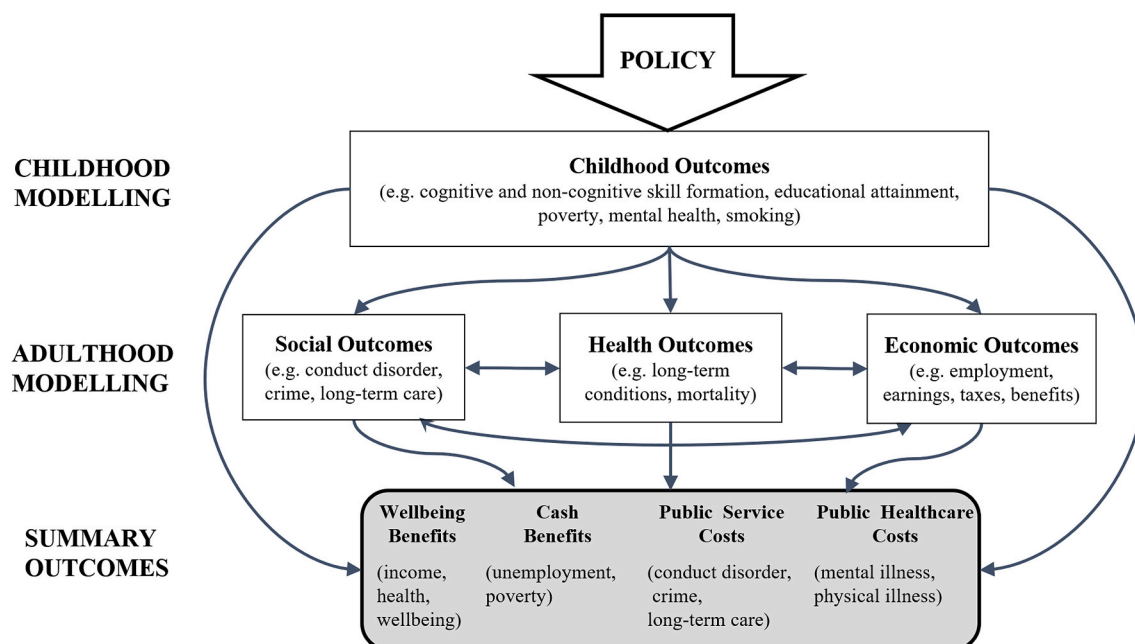 POLICY
CHILDHOOD
MODELLING
Childhood Outcomes
(e.g. cognitive and non-cognitive skill formation, educational attainment,
poverty, mental health, smoking)
ADULTHOOD
MODELLING
Social Outcomes
(e.g. conduct disorder,
crime, long-term care)
Health Outcomes
(e.g. long-term
conditions, mortality)
Economic Outcomes
(e.g. employment,
earnings, taxes, benefits)
SUMMARY
OUTCOMES
Wellbeing
Benefits
(income,
health,
wellbeing)
Cash
Benefits
(unemployment,
poverty)
Public Service
Costs
(conduct disorder,
crime,
long-term care)
Public Healthcare
Costs
(mental illness,
physical illness)